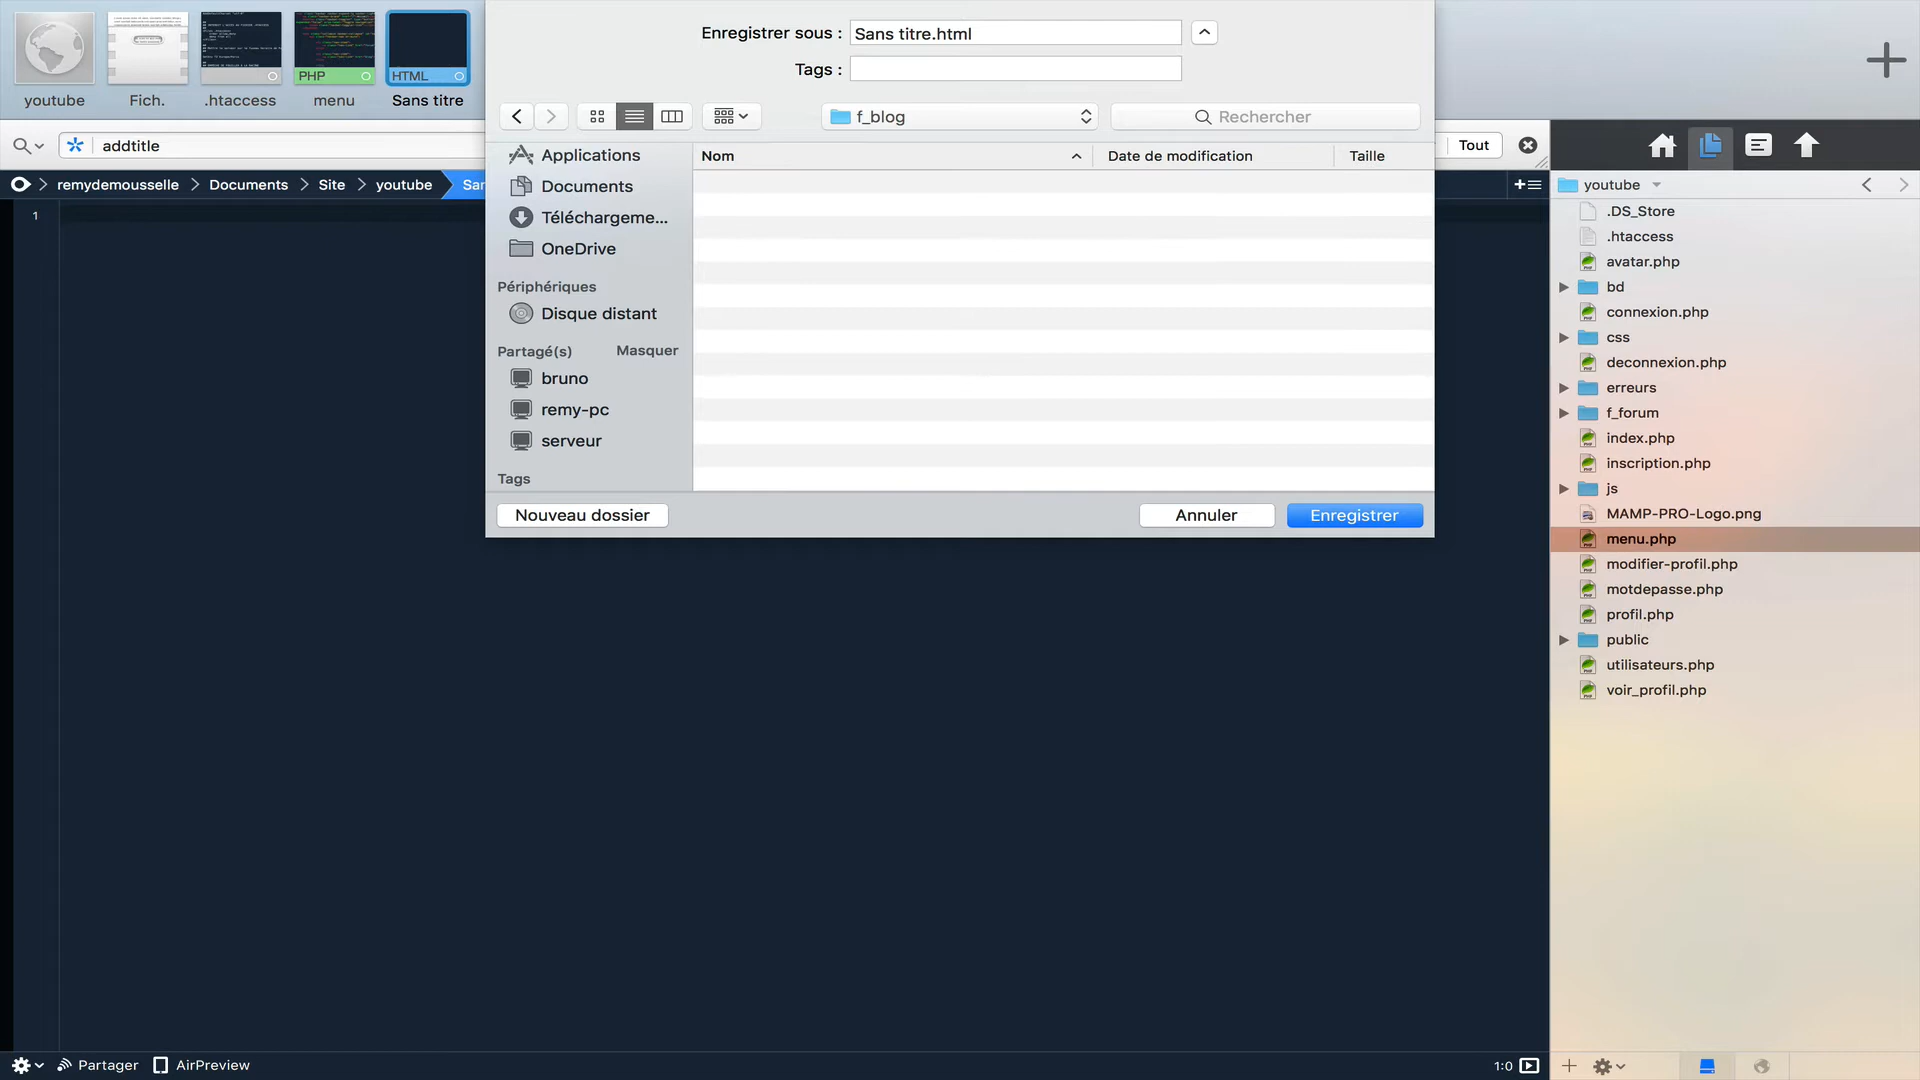 youtube
Fich.
.htaccess
PHP
menu
HTML
Sans titre
Enregistrer sous :
Sans titre.html
Tags :
f_blog
Rechercher
addtitle
Tout
remydemousselle
Documents
Site
youtube
Applications
Documents
Téléchargeme...
OneDrive
Périphériques
Disque distant
Partagé(s)
Masquer
bruno
remy-pc
serveur
Tags
Nom
Date de modification
Taille
Nouveau dossier
Annuler
Enregistrer
1
youtube
.DS_Store
.htaccess
avatar.php
bd
connexion.php
css
deconnexion.php
erreurs
f_forum
index.php
inscription.php
js
MAMP-PRO-Logo.png
menu.php
modifier-profil.php
motdepasse.php
profil.php
public
utilisateurs.php
voir_profil.php
Partager
AirPreview
1:0